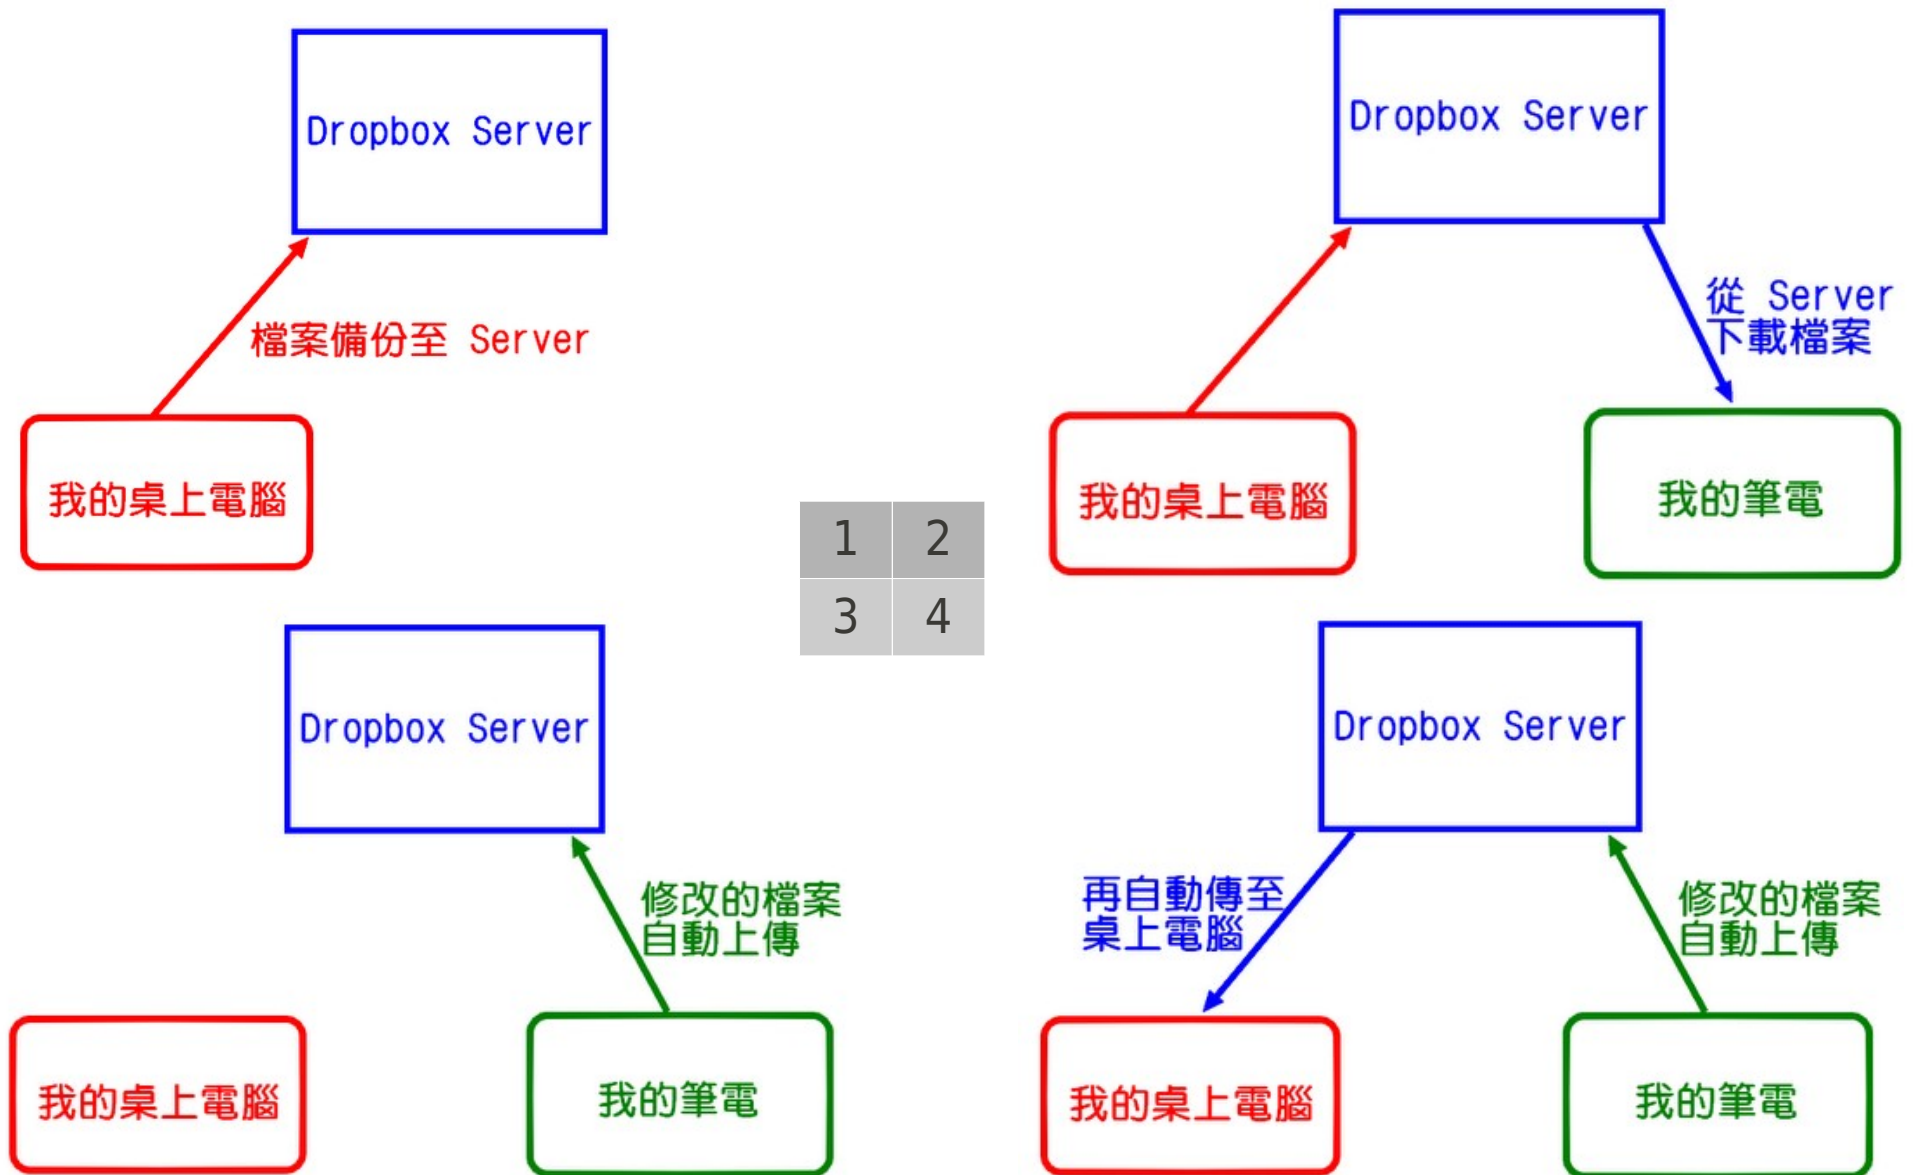 Dropbox Server
檔案備份至 Server
我的桌上電腦
Dropbox Server
從 Server
下載檔案
我的桌上電腦
我的筆電
1 2
3 4
Dropbox Server
修改的檔案
自動上傳
我的桌上電腦
我的筆電
Dropbox Server
再自動傳至
桌上電腦
修改的檔案
自動上傳
我的桌上電腦
我的筆電